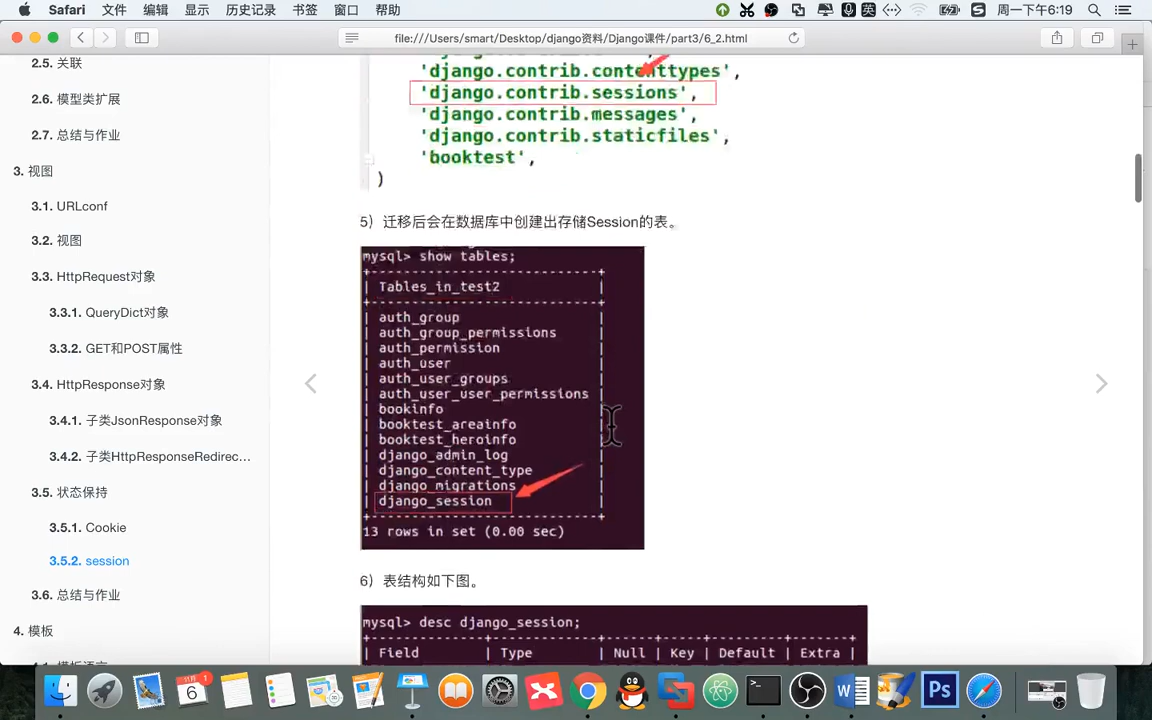 Safari 文件 编辑 显示 历史记录 书签 窗口 帮助 英 周一下午6:19
file:///Users/smart/Desktop/django资料/Django课件/part3/6_2.html
2.5. 关联
2.6. 模型类扩展
2.7. 总结与作业
3. 视图
3.1. URLconf
3.2. 视图
3.3. HttpRequest对象
3.3.1. QueryDict对象
3.3.2. GET和POST属性
3.4. HttpResponse对象
3.4.1. 子类JsonResponse对象
3.4.2. 子类HttpResponseRedirec...
3.5. 状态保持
3.5.1. Cookie
3.5.2. session
3.6. 总结与作业
4. 模板
'django.contrib.contenttypes',
'django.contrib.sessions',
'django.contrib.messages',
'django.contrib.staticfiles',
'booktest',
)
5）迁移后会在数据库中创建出存储Session的表。
mysql> show tables;
+-----------------------------+
| Tables_in_test2 |
+-----------------------------+
| auth_group |
| auth_group_permissions |
| auth_permission |
| auth_user |
| auth_user_groups |
| auth_user_user_permissions |
| bookinfo |
| booktest_areainfo |
| booktest_heroinfo |
| django_admin_log |
| django_content_type |
| django_migrations |
| django_session |
+-----------------------------+
13 rows in set (0.00 sec)
6）表结构如下图。
mysql> desc django_session;
| Field | Type | Null | Key | Default | Extra |
11月 1
6
W
Ps